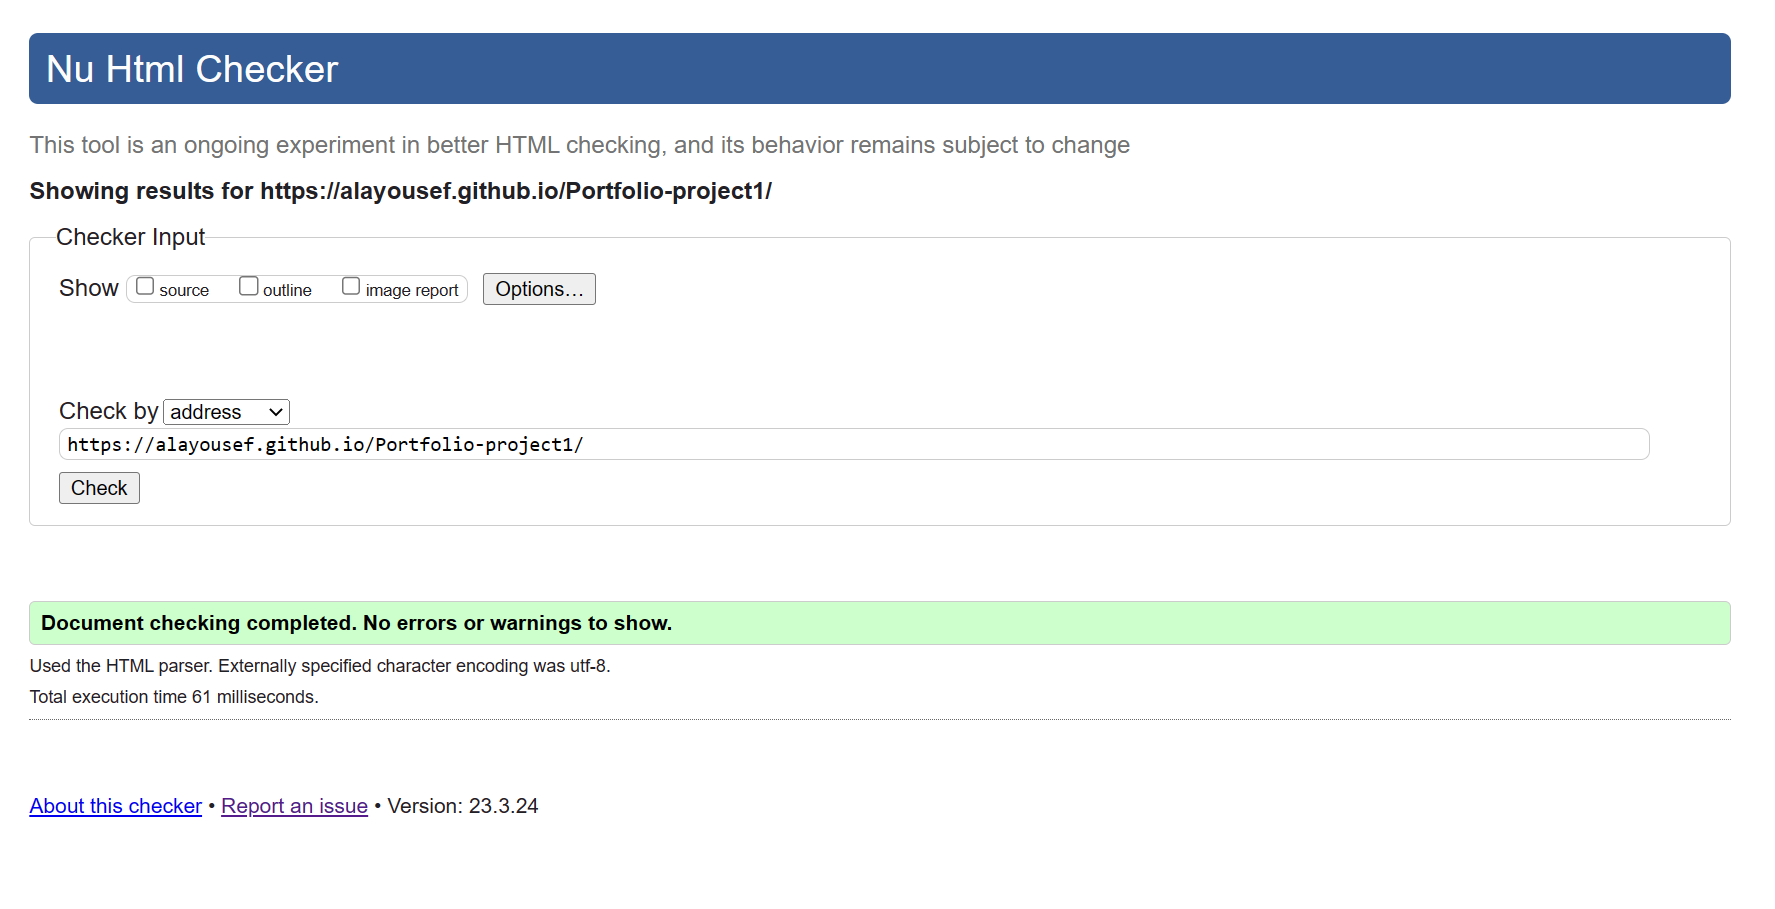 Nu Html Checker
This tool is an ongoing experiment in better HTML checking, and its behavior remains subject to change
Showing results for https://alayousef.github.io/Portfolio-project1/
Checker Input
Show source outline image report Options...
Check by address
https://alayousef.github.io/Portfolio-project1/
Check
Document checking completed. No errors or warnings to show.
Used the HTML parser. Externally specified character encoding was utf-8.
Total execution time 61 milliseconds.
About this checker • Report an issue • Version: 23.3.24